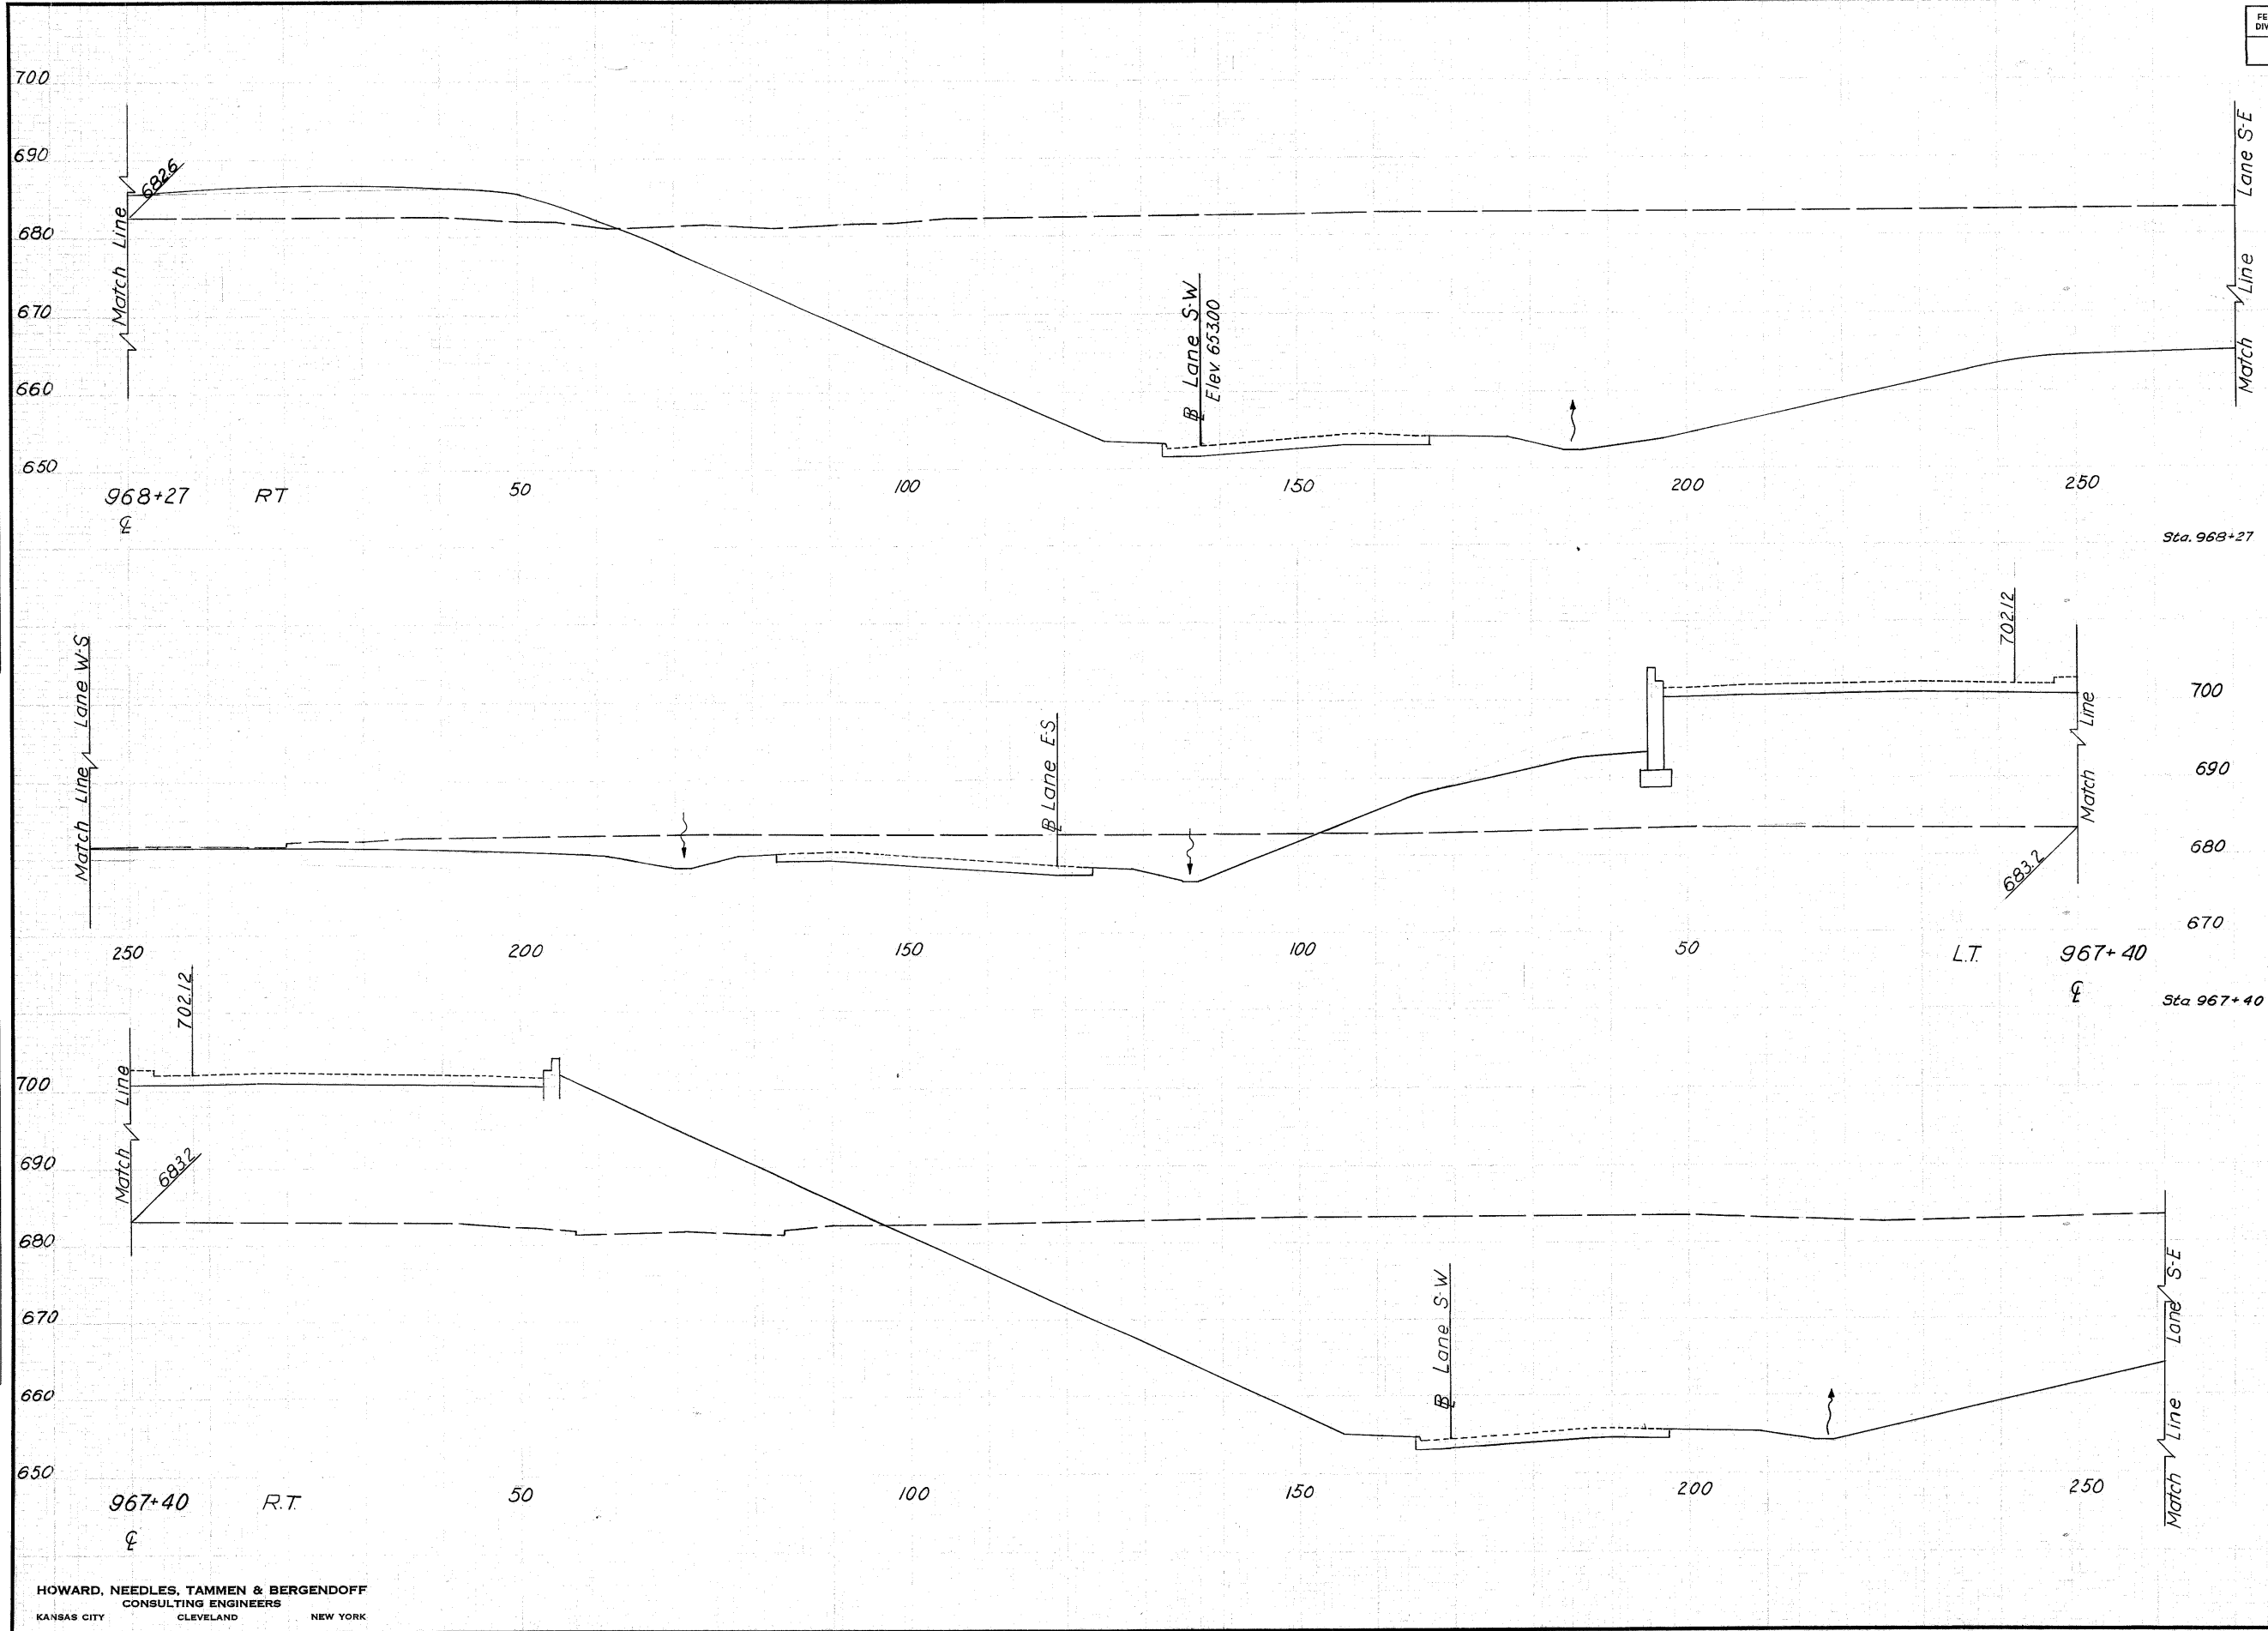 FE
DIV
700
690
680
670
660
650
682.6
Match Line
℄ Lane S-W
Elev. 653.00
Match Line Lane S-E
968+27 RT 50 100 150 200 250
℄
Sta. 968+27
Match Line Lane W-S
℄ Lane E-S
702.12
Match Line
683.2
700
690
680
670
250 200 150 100 50 L.T. 967+40
℄
Sta 967+40
702.12
Match Line
683.2
700
690
680
670
660
650
℄ Lane S-W
Match Line Lane S-E
967+40 R.T. 50 100 150 200 250
℄
HOWARD, NEEDLES, TAMMEN & BERGENDOFF
CONSULTING ENGINEERS
KANSAS CITY CLEVELAND NEW YORK